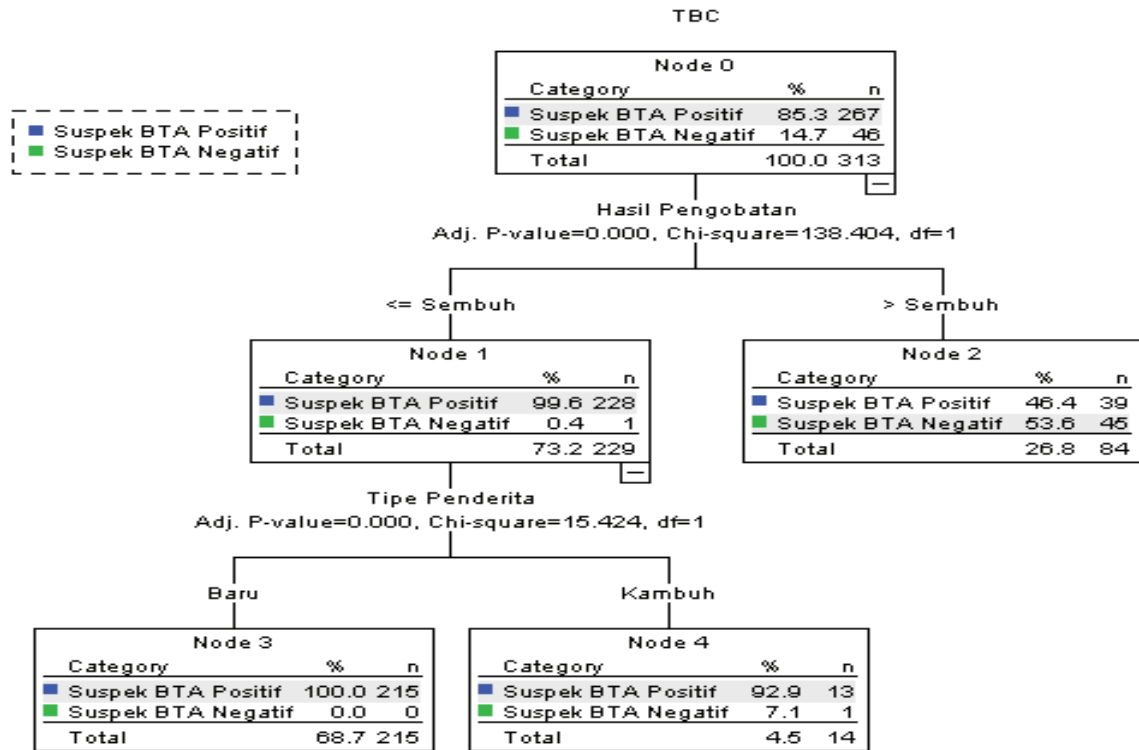 TBC
Suspek BTA Positif
Suspek BTA Negatif
Node 0
Category % n
Suspek BTA Positif 85.3 267
Suspek BTA Negatif 14.7 46
Total 100.0 313
Hasil Pengobatan
Adj. P-value=0.000, Chi-square=138.404, df=1
<= Sembuh
> Sembuh
Node 1
Category % n
Suspek BTA Positif 99.6 228
Suspek BTA Negatif 0.4 1
Total 73.2 229
Node 2
Category % n
Suspek BTA Positif 46.4 39
Suspek BTA Negatif 53.6 45
Total 26.8 84
Tipe Penderita
Adj. P-value=0.000, Chi-square=15.424, df=1
Baru
Kambuh
Node 3
Category % n
Suspek BTA Positif 100.0 215
Suspek BTA Negatif 0.0 0
Total 68.7 215
Node 4
Category % n
Suspek BTA Positif 92.9 13
Suspek BTA Negatif 7.1 1
Total 4.5 14